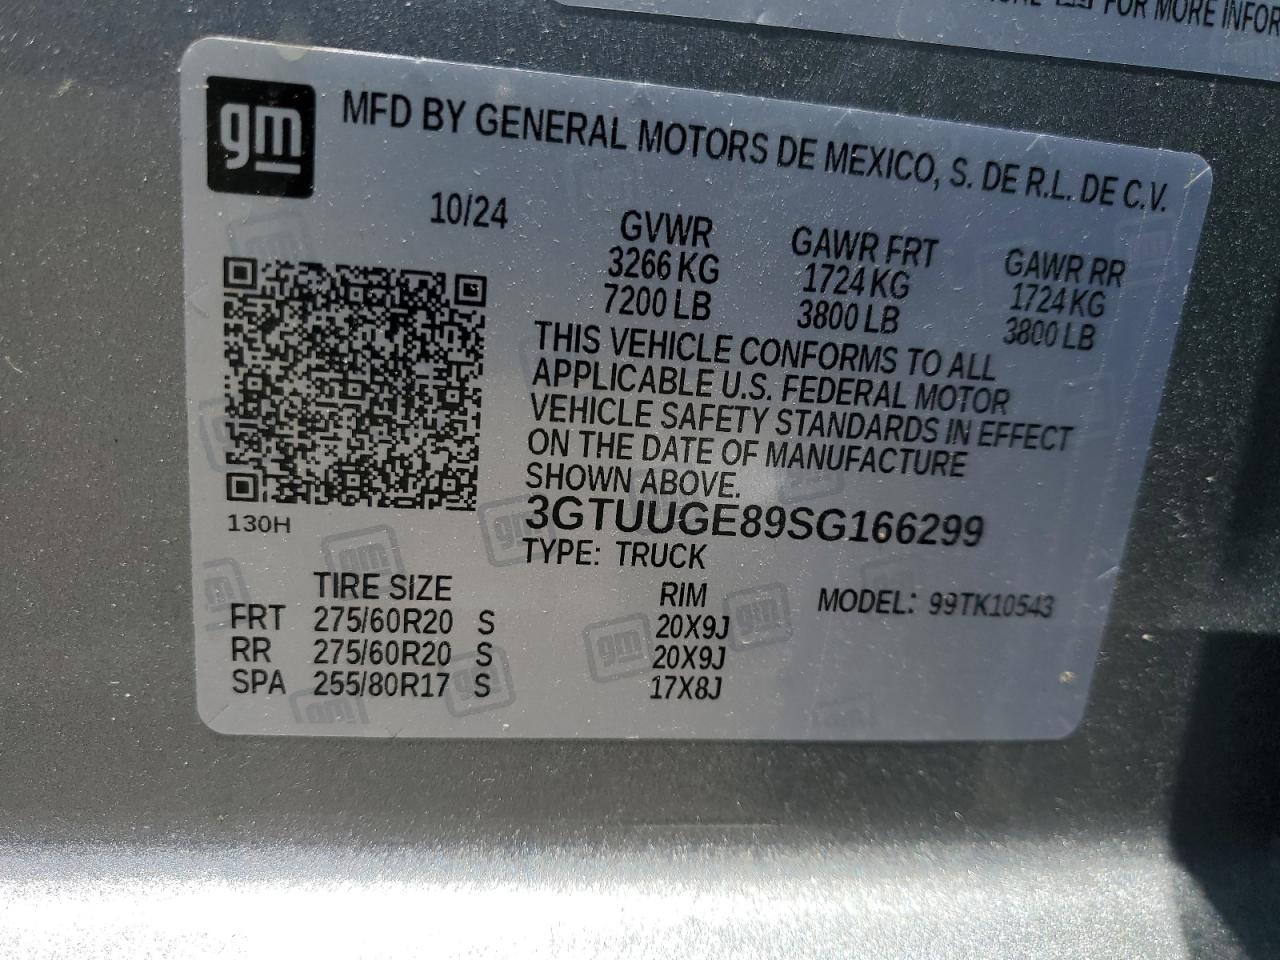 FOR MORE INFOR
gm
MFD BY GENERAL MOTORS DE MEXICO, S. DE R.L. DE C.V.
10/24
GVWR GAWR FRT GAWR RR
3266 KG 1724 KG 1724 KG
7200 LB 3800 LB 3800 LB
THIS VEHICLE CONFORMS TO ALL
APPLICABLE U.S. FEDERAL MOTOR
VEHICLE SAFETY STANDARDS IN EFFECT
ON THE DATE OF MANUFACTURE
SHOWN ABOVE.
130H
3GTUUGE89SG166299
TYPE: TRUCK
TIRE SIZE RIM MODEL: 99TK10543
FRT 275/60R20 S 20X9J
RR 275/60R20 S 20X9J
SPA 255/80R17 S 17X8J